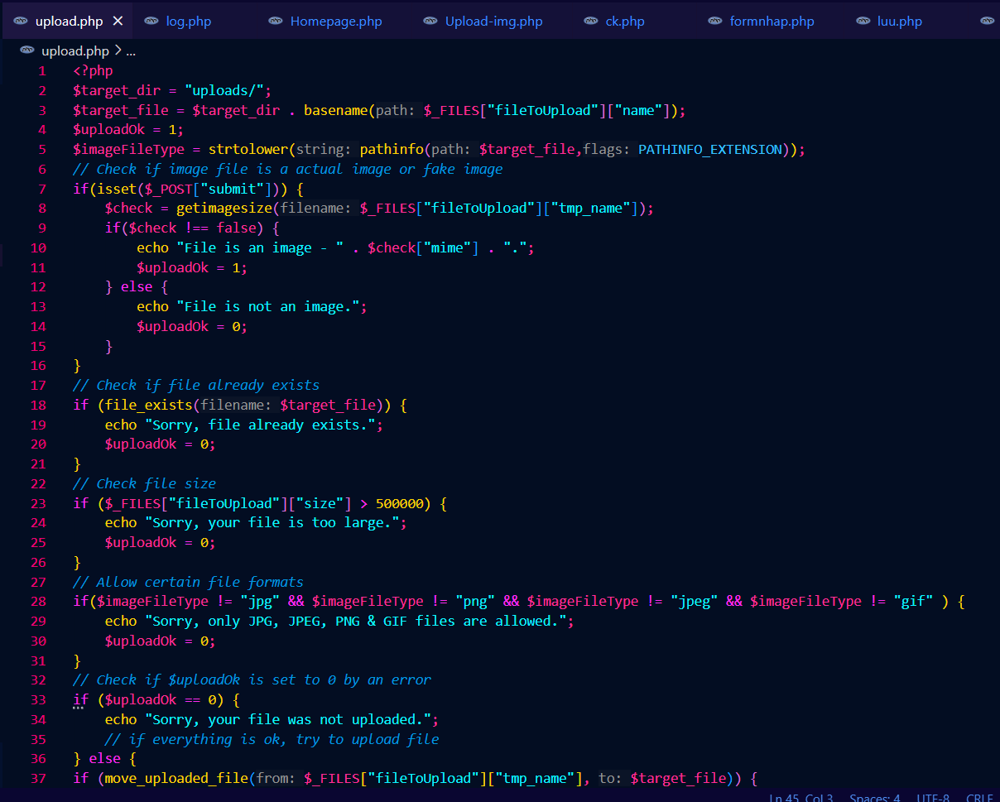 upload.php log.php Homepage.php Upload-img.php ck.php formnhap.php luu.php
upload.php > ...
1 <?php
2 $target_dir = "uploads/";
3 $target_file = $target_dir . basename(path: $_FILES["fileToUpload"]["name"]);
4 $uploadOk = 1;
5 $imageFileType = strtolower(string: pathinfo(path: $target_file,flags: PATHINFO_EXTENSION));
6 // Check if image file is a actual image or fake image
7 if(isset($_POST["submit"])) {
8     $check = getimagesize(filename: $_FILES["fileToUpload"]["tmp_name"]);
9     if($check !== false) {
10         echo "File is an image - " . $check["mime"] . ".";
11         $uploadOk = 1;
12     } else {
13         echo "File is not an image.";
14         $uploadOk = 0;
15     }
16 }
17 // Check if file already exists
18 if (file_exists(filename: $target_file)) {
19     echo "Sorry, file already exists.";
20     $uploadOk = 0;
21 }
22 // Check file size
23 if ($_FILES["fileToUpload"]["size"] > 500000) {
24     echo "Sorry, your file is too large.";
25     $uploadOk = 0;
26 }
27 // Allow certain file formats
28 if($imageFileType != "jpg" && $imageFileType != "png" && $imageFileType != "jpeg" && $imageFileType != "gif" ) {
29     echo "Sorry, only JPG, JPEG, PNG & GIF files are allowed.";
30     $uploadOk = 0;
31 }
32 // Check if $uploadOk is set to 0 by an error
33 if ($uploadOk == 0) {
34     echo "Sorry, your file was not uploaded.";
35     // if everything is ok, try to upload file
36 } else {
37 if (move_uploaded_file(from: $_FILES["fileToUpload"]["tmp_name"], to: $target_file)) {
Ln 45, Col 3 Spaces: 4 UTF-8 CRLF